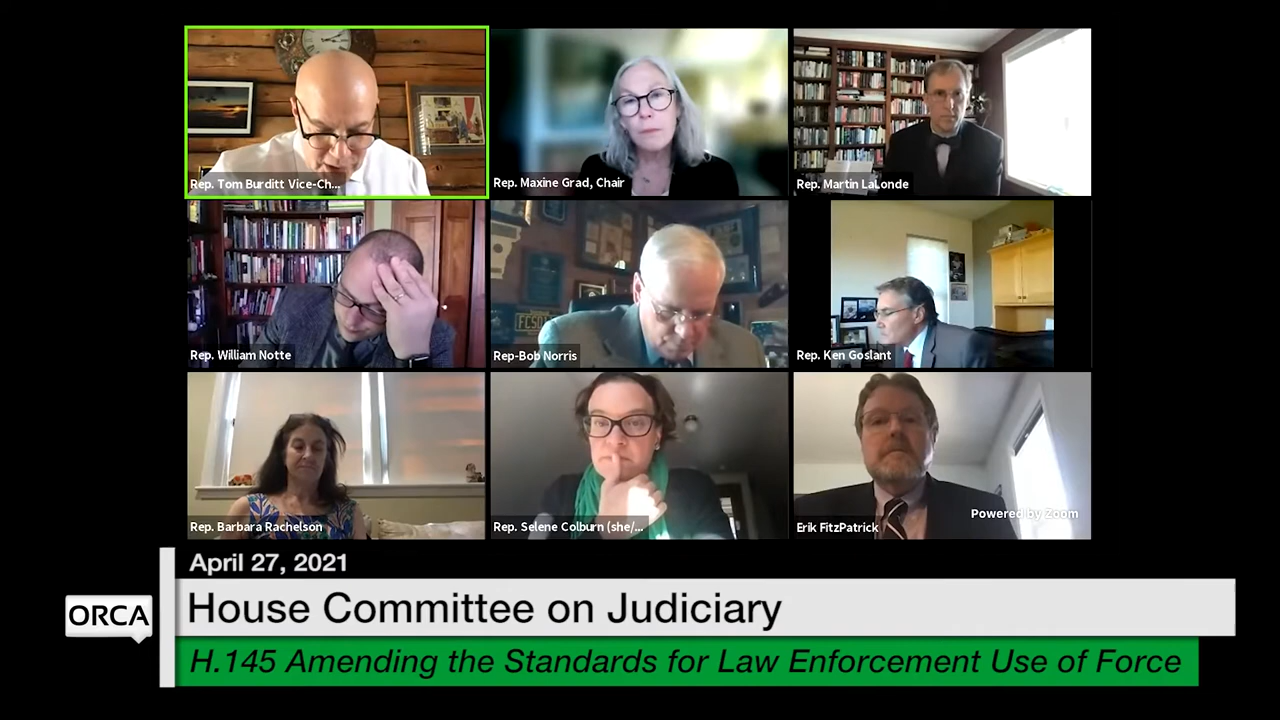 Rep. Tom Burditt Vice-Ch...
Rep. Maxine Grad, Chair
Rep. Martin LaLonde
Rep. William Notte
FCSD
Rep-Bob Norris
Rep. Ken Goslant
Rep. Barbara Rachelson
Rep. Selene Colburn (she/...
Erik FitzPatrick
Powered by Zoom
April 27, 2021
ORCA
House Committee on Judiciary
H.145 Amending the Standards for Law Enforcement Use of Force